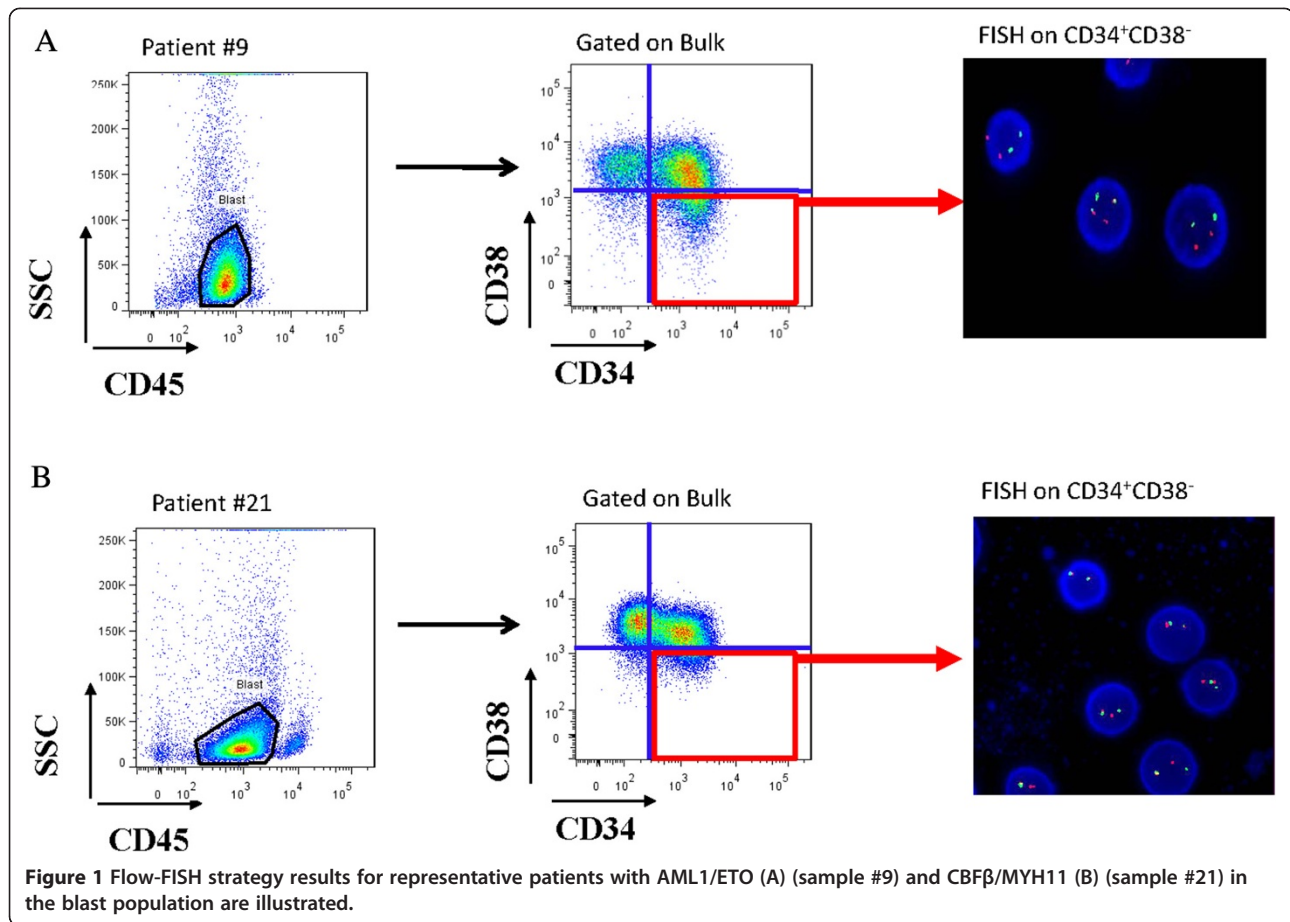 A
Patient #9
Gated on Bulk
FISH on CD34⁺CD38⁻
250K
200K
150K
100K
50K
0
Blast
SSC
0 10² 10³ 10⁴ 10⁵
CD45
10⁵
10⁴
10³
10²
0
CD38
0 10² 10³ 10⁴ 10⁵
CD34
B
Patient #21
Gated on Bulk
FISH on CD34⁺CD38⁻
250K
200K
150K
100K
50K
0
Blast
SSC
0 10² 10³ 10⁴ 10⁵
CD45
10⁵
10⁴
10³
10²
0
CD38
0 10² 10³ 10⁴ 10⁵
CD34
Figure 1 Flow-FISH strategy results for representative patients with AML1/ETO (A) (sample #9) and CBFβ/MYH11 (B) (sample #21) in
the blast population are illustrated.